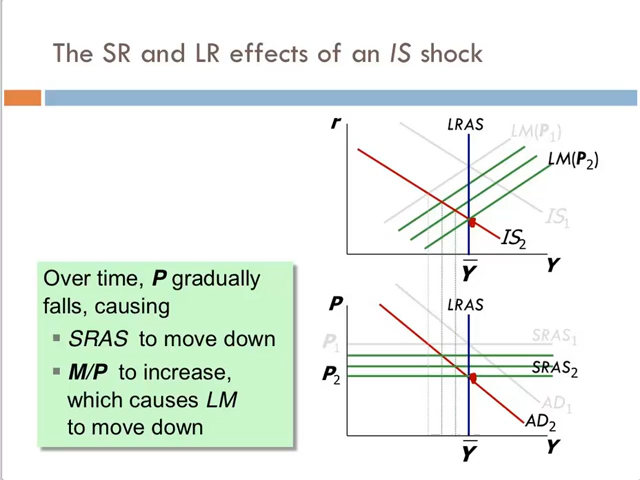 The SR and LR effects of an IS shock
r
LRAS
LM(P1)
LM(P2)
IS1
IS2
Y
Y
Over time, P gradually
falls, causing
SRAS to move down
M/P to increase,
which causes LM
to move down
P
LRAS
P1
SRAS1
P2
SRAS2
AD1
AD2
Y
Y